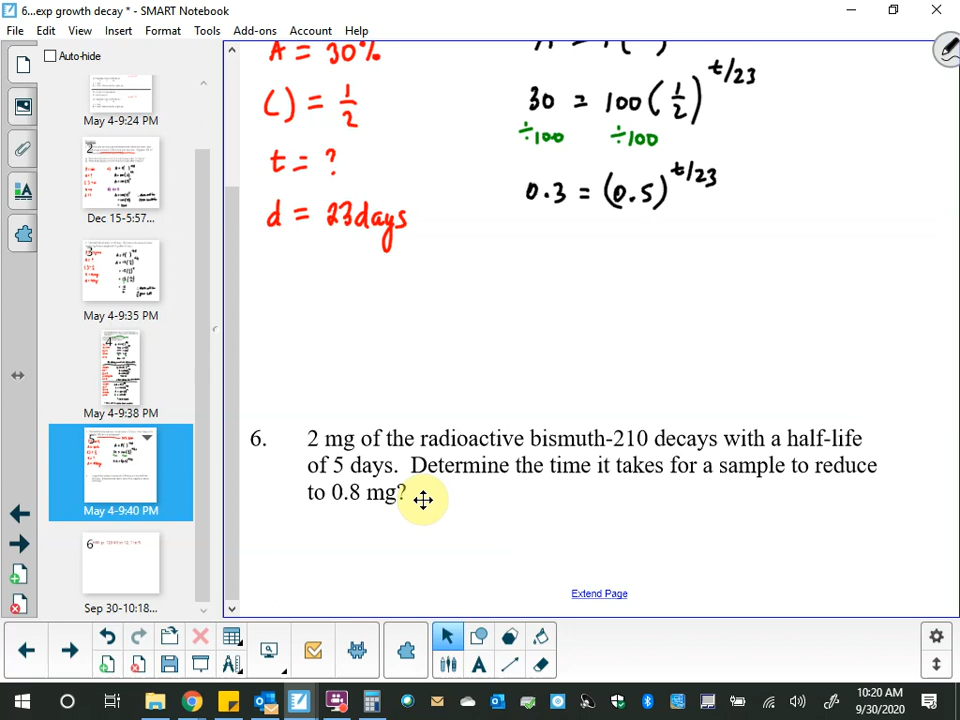 6...exp growth decay * - SMART Notebook
File Edit View Insert Format Tools Add-ons Account Help
Auto-hide
May 4-9:24 PM
2
Dec 15-5:57...
3
May 4-9:35 PM
4
May 4-9:38 PM
5
May 4-9:40 PM
6
Sep 30-10:18...
A = 30%
( ) = 1/2
t = ?
d = 23days
30 = 100(1/2)^t/23
÷100 ÷100
0.3 = (0.5)^t/23
6. 2 mg of the radioactive bismuth-210 decays with a half-life
of 5 days. Determine the time it takes for a sample to reduce
to 0.8 mg?
Extend Page
10:20 AM
9/30/2020